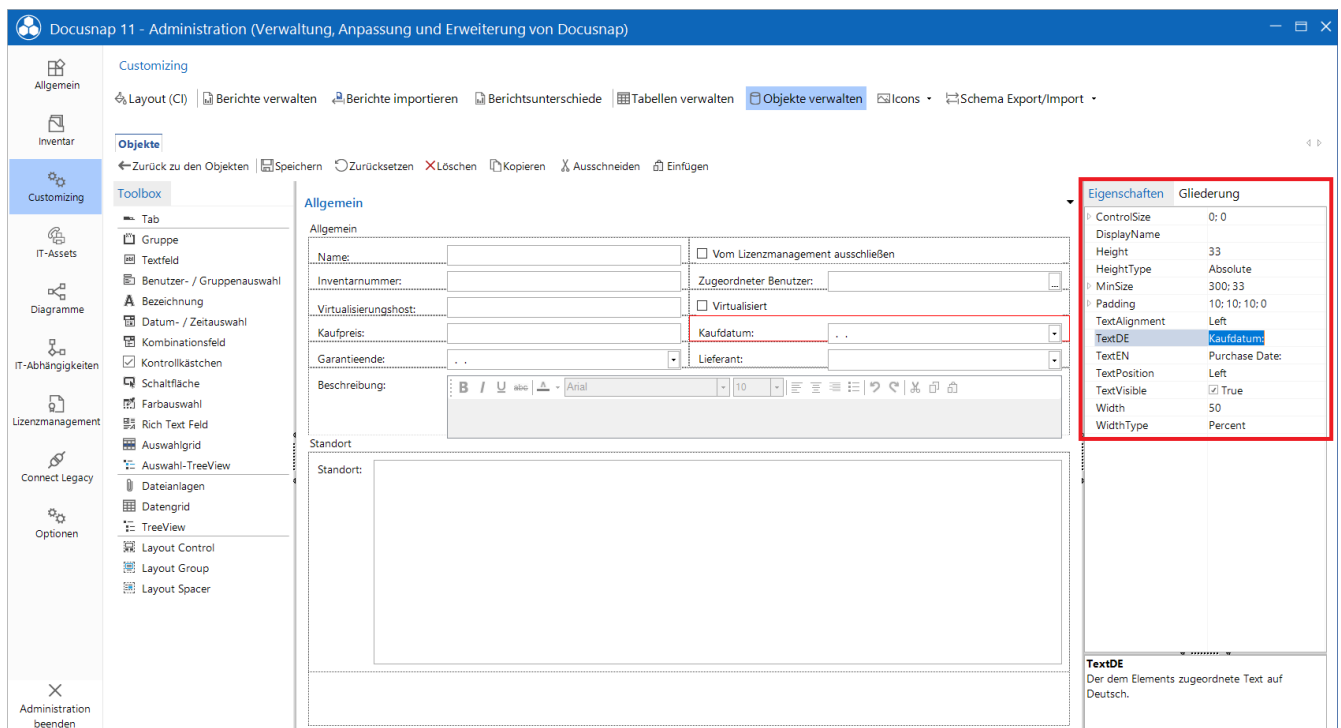 Docusnap 11 - Administration (Verwaltung, Anpassung und Erweiterung von Docusnap)
Allgemein
Inventar
Customizing
IT-Assets
Diagramme
IT-Abhängigkeiten
Lizenzmanagement
Connect Legacy
Optionen
Administration
beenden
Customizing
Layout (CI) Berichte verwalten Berichte importieren Berichtsunterschiede Tabellen verwalten Objekte verwalten Icons Schema Export/Import
Objekte
Zurück zu den Objekten Speichern Zurücksetzen Löschen Kopieren Ausschneiden Einfügen
Toolbox
Tab
Gruppe
Textfeld
Benutzer- / Gruppenauswahl
Bezeichnung
Datum- / Zeitauswahl
Kombinationsfeld
Kontrollkästchen
Schaltfläche
Farbauswahl
Rich Text Feld
Auswahlgrid
Auswahl-TreeView
Dateianlagen
Datengrid
TreeView
Layout Control
Layout Group
Layout Spacer
Allgemein
Allgemein
Name: Vom Lizenzmanagement ausschließen
Inventarnummer: Zugeordneter Benutzer: ...
Virtualisierungshost: Virtualisiert
Kaufpreis: Kaufdatum: . .
Garantieende: . . Lieferant:
Beschreibung: B I U abc A Arial 10
Standort
Standort:
Eigenschaften Gliederung
ControlSize 0; 0
DisplayName
Height 33
HeightType Absolute
MinSize 300; 33
Padding 10; 10; 10; 0
TextAlignment Left
TextDE Kaufdatum:
TextEN Purchase Date:
TextPosition Left
TextVisible True
Width 50
WidthType Percent
TextDE
Der dem Elements zugeordnete Text auf
Deutsch.